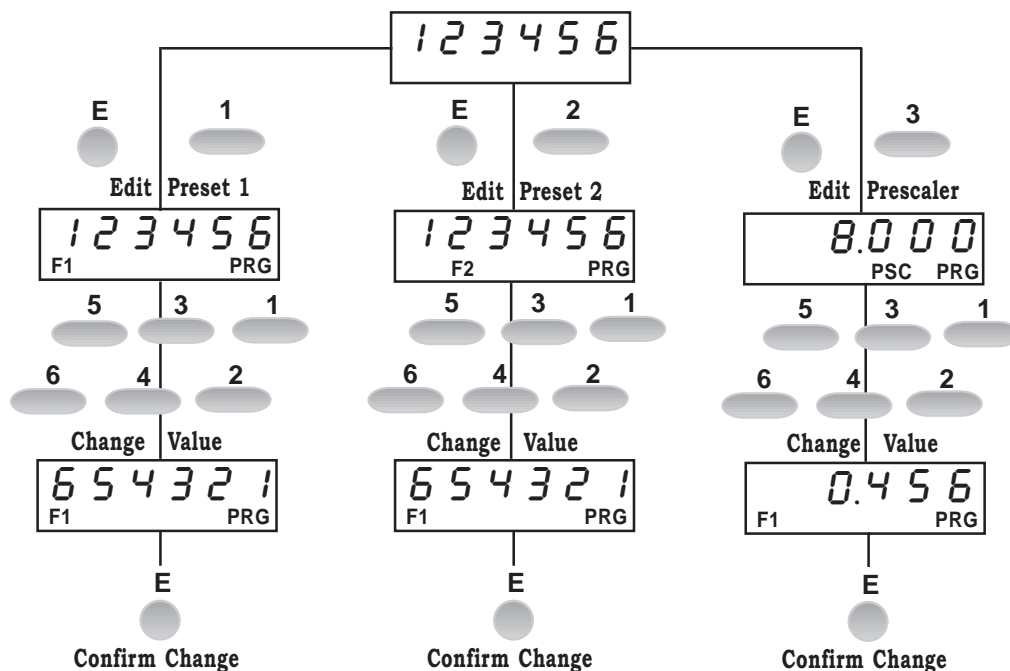 123456
E 1
E 2
E 3
Edit Preset 1
Edit Preset 2
Edit Prescaler
123456
F1 PRG
123456
F2 PRG
8.000
PSC PRG
5 3 1
5 3 1
5 3 1
6 4 2
6 4 2
6 4 2
Change Value
Change Value
Change Value
654321
F1 PRG
654321
F1 PRG
0.456
F1 PRG
E
E
E
Confirm Change
Confirm Change
Confirm Change